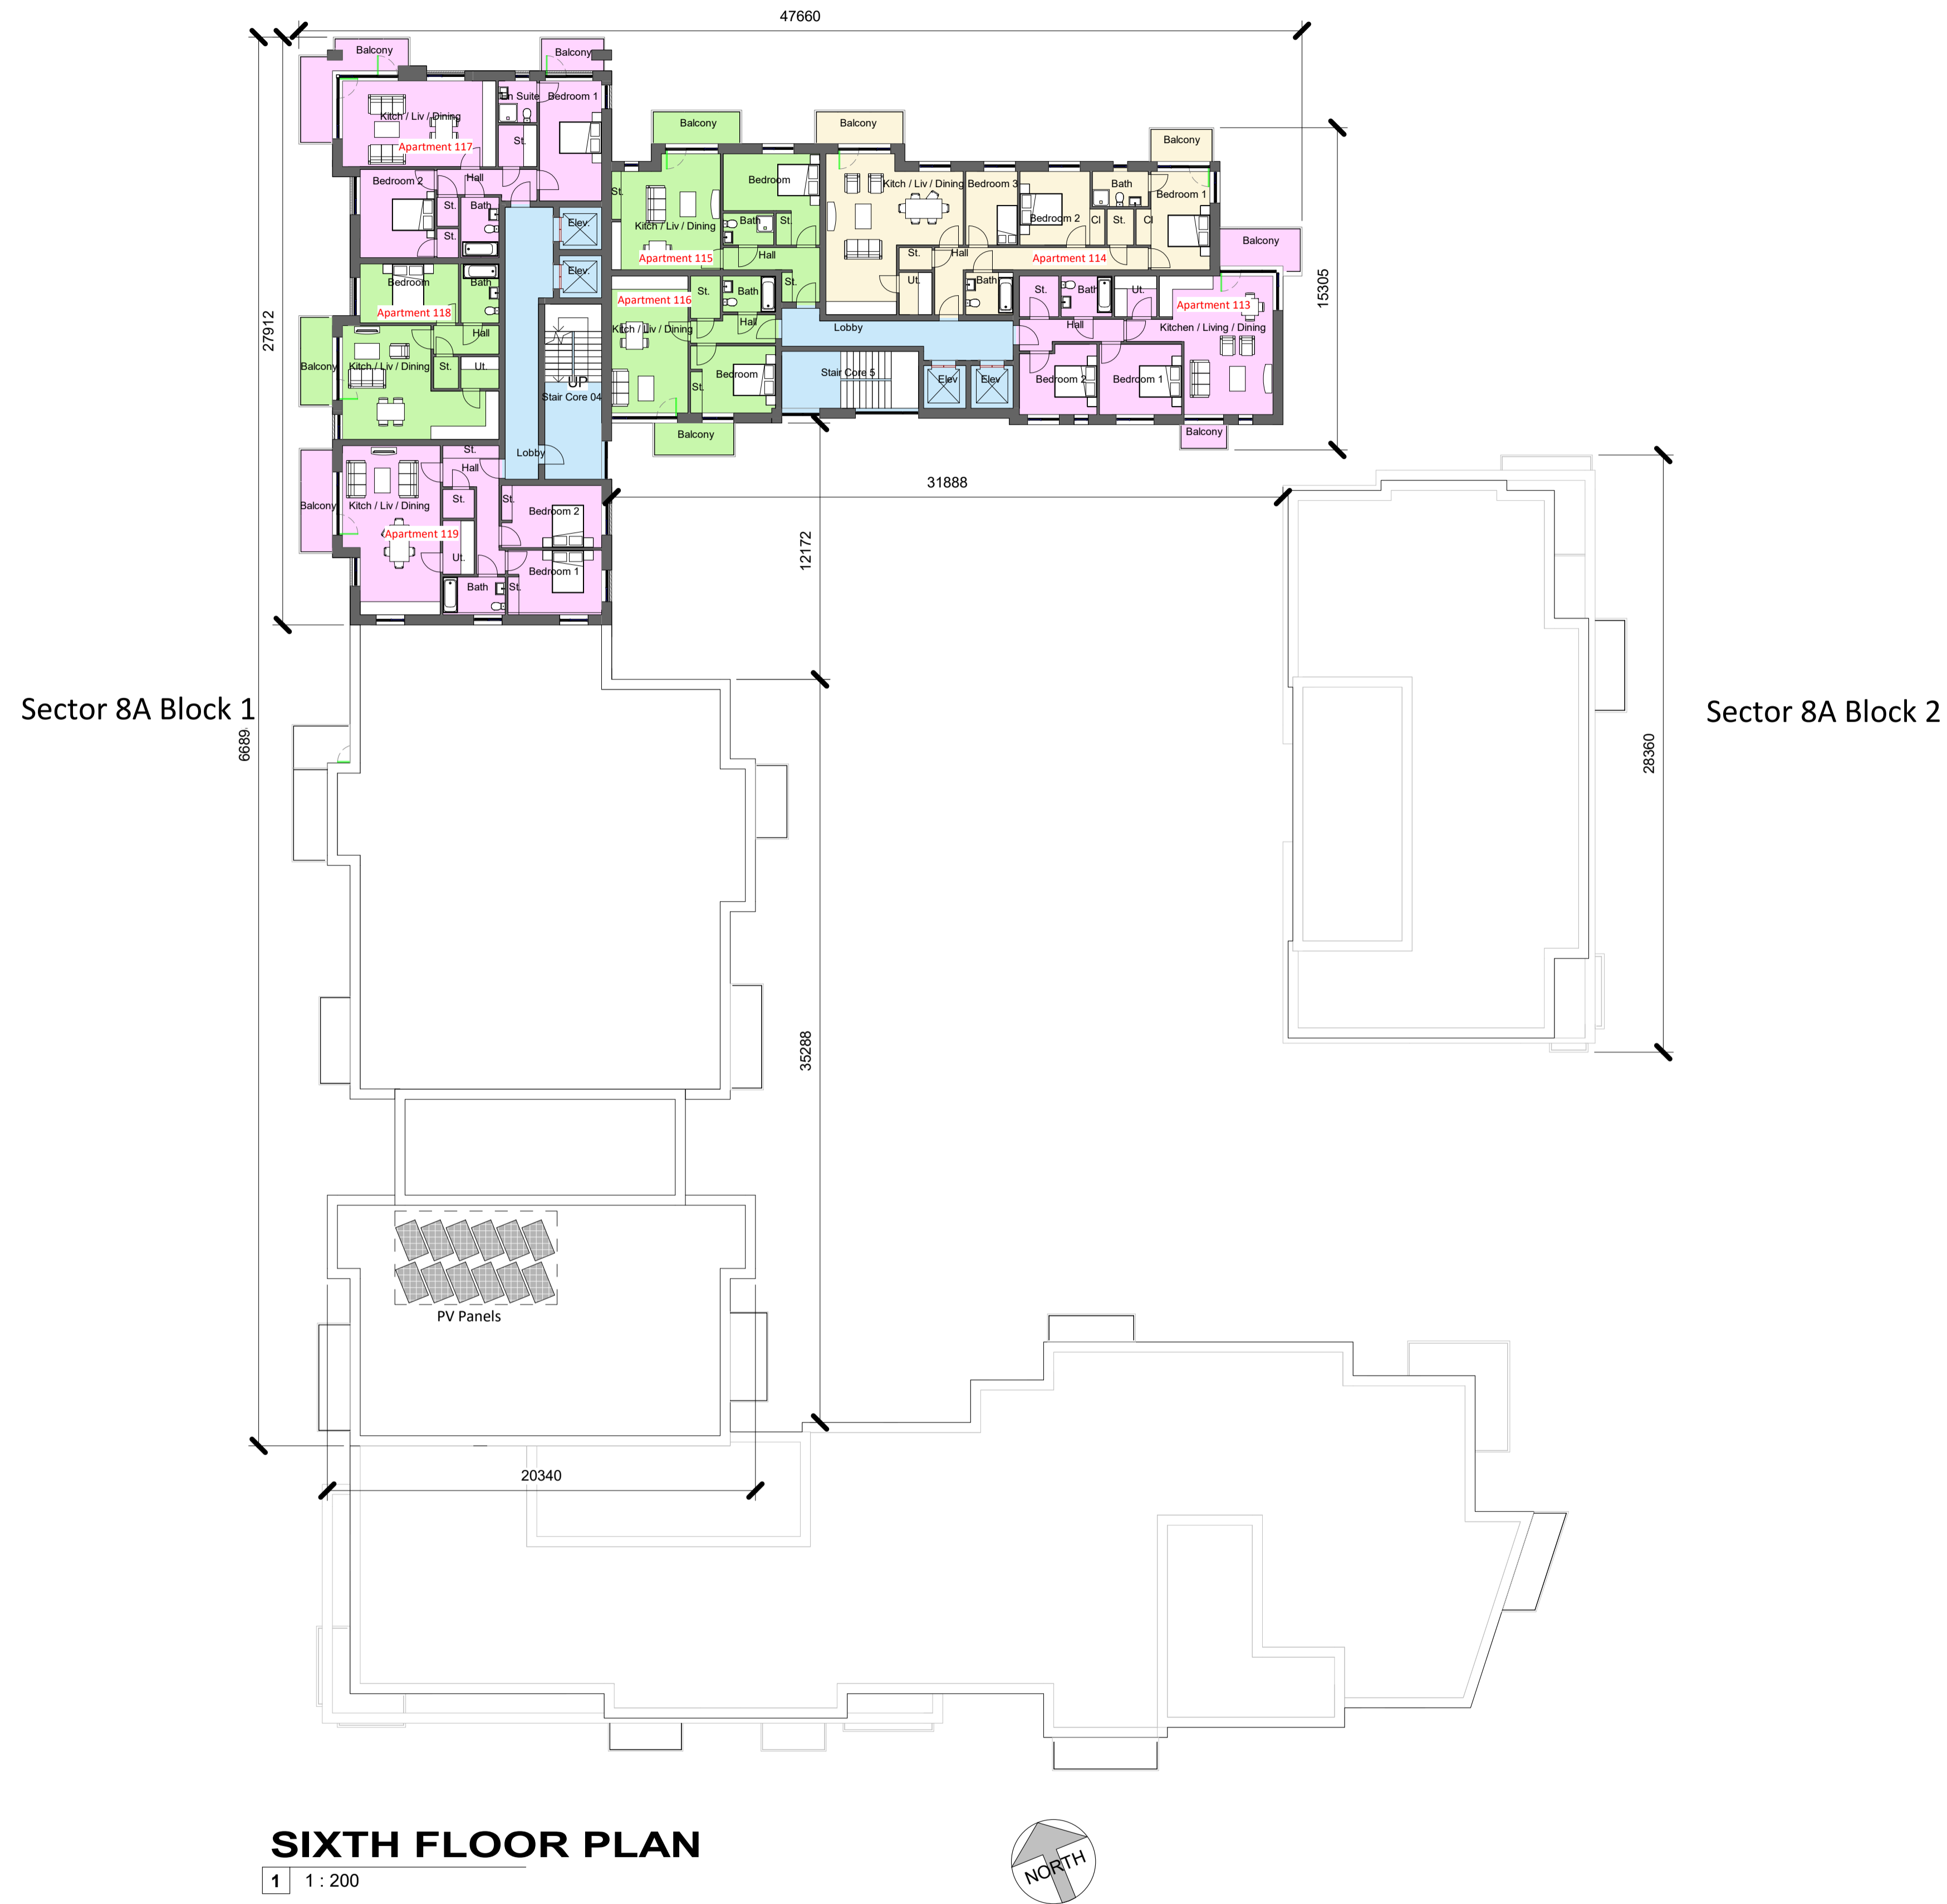 47660
Balcony
Balcony
En Suite
Bedroom 1
Kitch / Liv / Dining
Apartment 117
St.
Hall
Bedroom 2
St.
Bath
St.
Elev.
Elev.
Balcony
Balcony
Balcony
Bedroom
St.
Kitch / Liv / Dining
Bath
St.
Apartment 115
Hall
St.
Kitch / Liv / Dining
Bedroom 3
Bedroom 2
Bath
Bedroom 1
Cl
St.
Cl
St.
Hall
Apartment 114
Ut.
Bath
Balcony
15305
27912
Bedroom
Bath
Apartment 118
Hall
Balcony
Kitch / Liv / Dining
St.
Ut.
UP
Stair Core 04
Lobby
Apartment 116
St.
Bath
Kitch / Liv / Dining
Hall
Bedroom
St.
Balcony
Lobby
Stair Core 5
Elev
Elev
St.
Bath
Ut.
Apartment 113
Hall
Kitchen / Living / Dining
Bedroom 2
Bedroom 1
Balcony
St.
Hall
Balcony
Kitch / Liv / Dining
St.
St.
Bedroom 2
Apartment 119
Ut.
Bedroom 1
Bath
St.
31888
12172
Sector 8A Block 1
6689
Sector 8A Block 2
28360
35288
PV Panels
20340
SIXTH FLOOR PLAN
1
1 : 200
NORTH